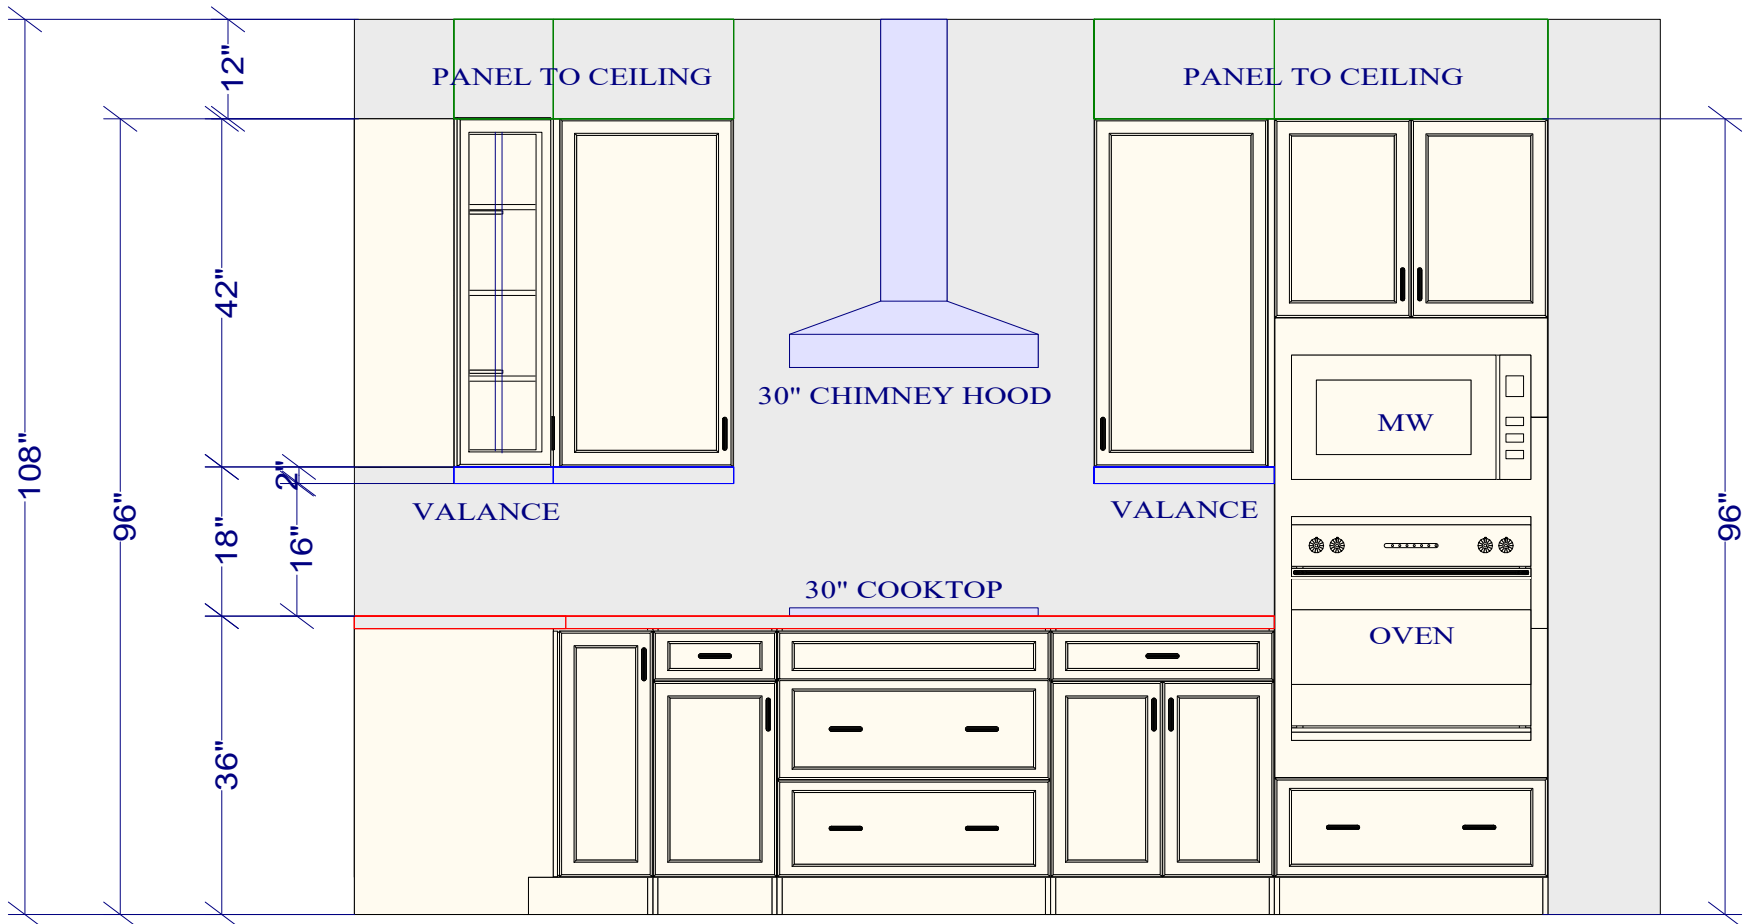 12"
PANEL TO CEILING
PANEL TO CEILING
42"
30" CHIMNEY HOOD
MW
108"
2"
96"
18"
16"
VALANCE
VALANCE
96"
30" COOKTOP
OVEN
36"